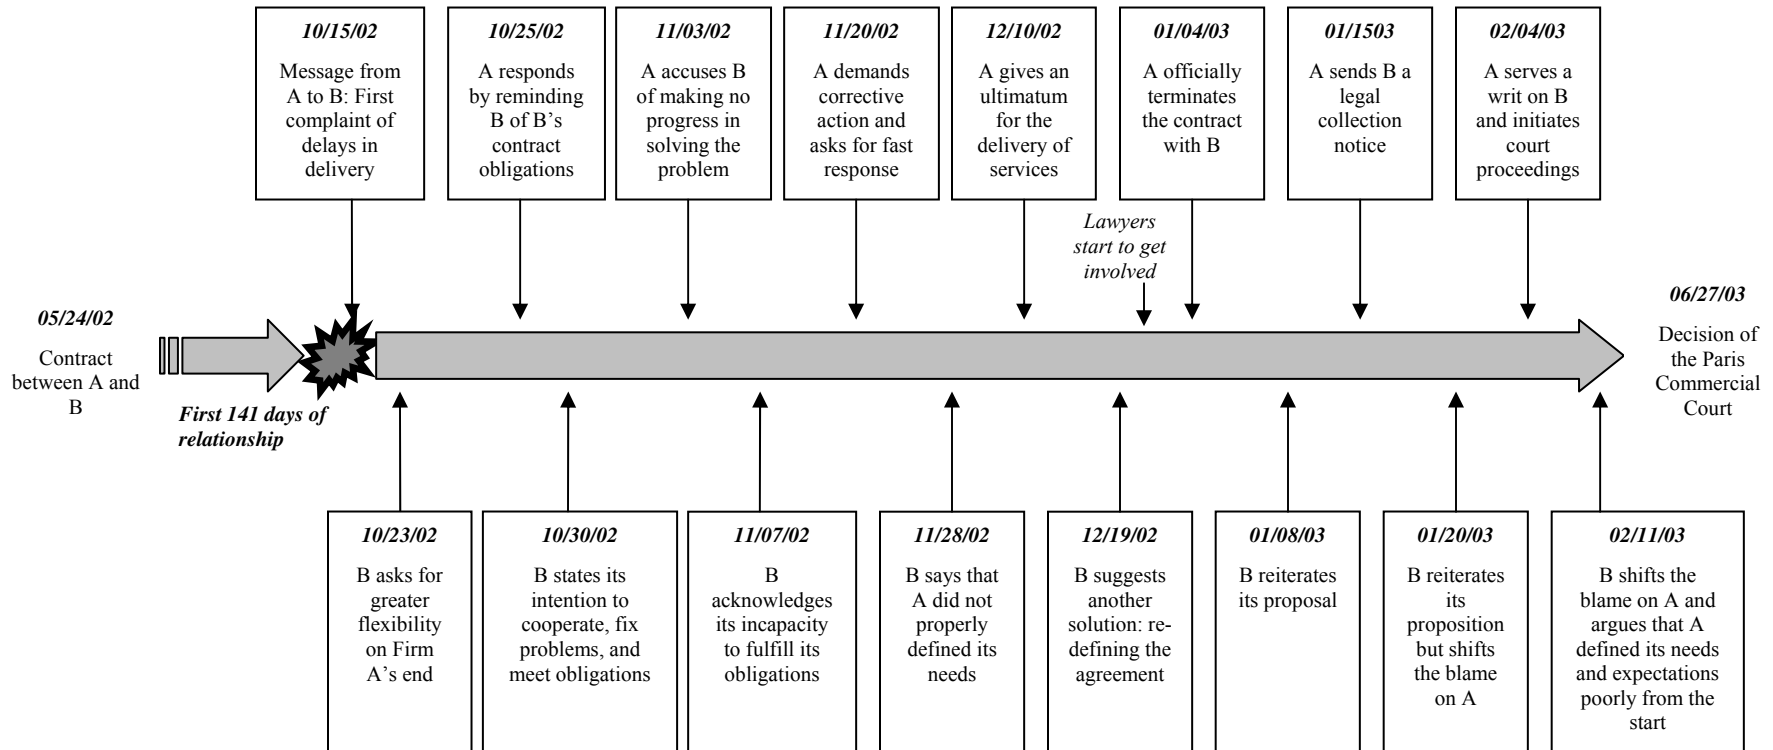 10/15/02
Message from
A to B: First
complaint of
delays in
delivery
10/25/02
A responds
by reminding
B of B’s
contract
obligations
11/03/02
A accuses B
of making no
progress in
solving the
problem
11/20/02
A demands
corrective
action and
asks for fast
response
12/10/02
A gives an
ultimatum
for the
delivery of
services
01/04/03
A officially
terminates
the contract
with B
01/1503
A sends B a
legal
collection
notice
02/04/03
A serves a
writ on B
and initiates
court
proceedings
Lawyers
start to get
involved
05/24/02
Contract
between A and
B
First 141 days of
relationship
06/27/03
Decision of
the Paris
Commercial
Court
10/23/02
B asks for
greater
flexibility
on Firm
A’s end
10/30/02
B states its
intention to
cooperate, fix
problems, and
meet obligations
11/07/02
B
acknowledges
its incapacity
to fulfill its
obligations
11/28/02
B says that
A did not
properly
defined its
needs
12/19/02
B suggests
another
solution: re-
defining the
agreement
01/08/03
B reiterates
its proposal
01/20/03
B reiterates
its
proposition
but shifts
the blame
on A
02/11/03
B shifts the
blame on A and
argues that A
defined its needs
and expectations
poorly from the
start